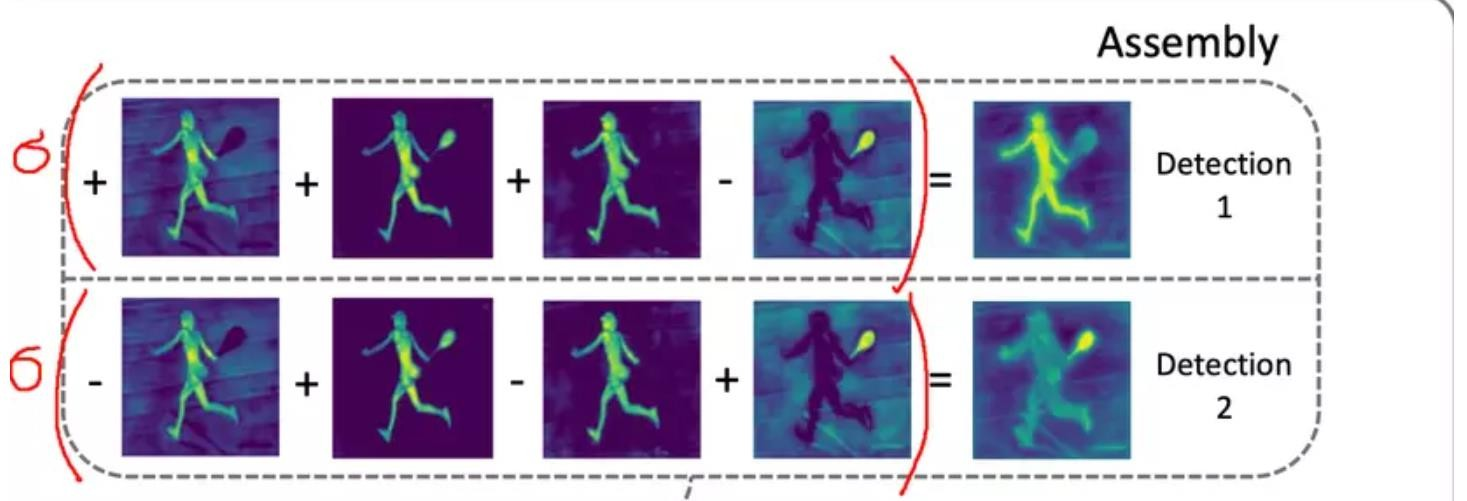 Assembly
σ ( + + + - ) = Detection
1
σ ( - + - + ) = Detection
2